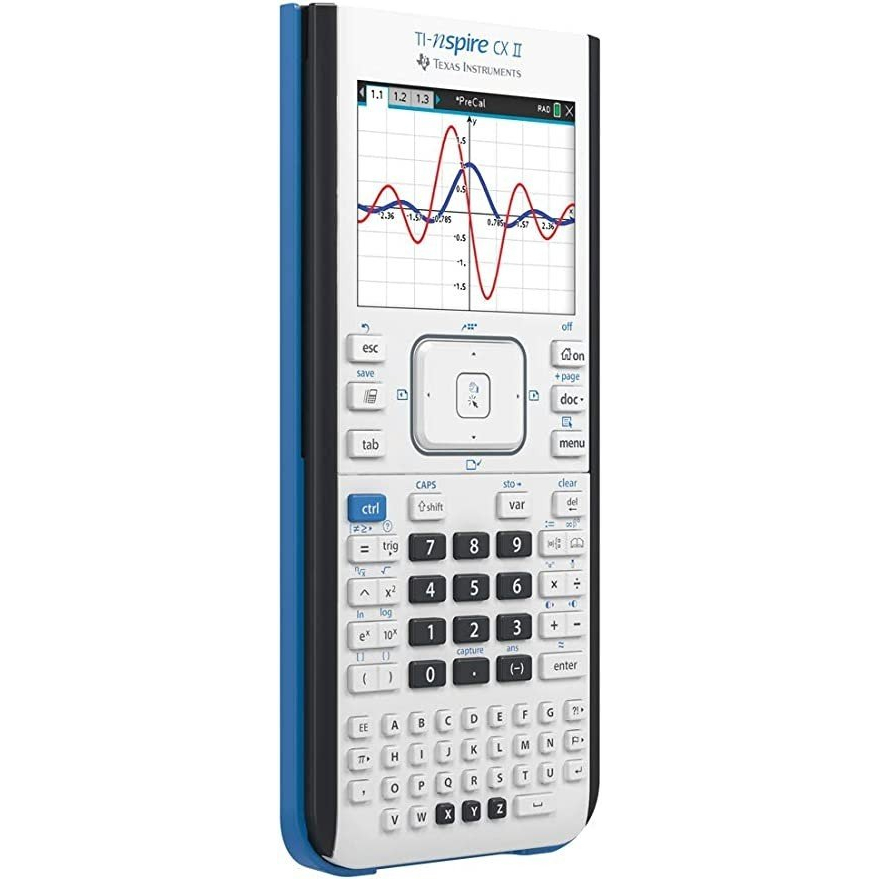 TI-nspire CX II
TEXAS INSTRUMENTS
1.1 1.2 1.3 *PreCal RAD
y
1.5
1
0.5
-2.36 -1.57 -0.785 0.785 1.57 2.36 x
-0.5
-1.
-1.5
off
esc on
save + page
doc
tab menu
CAPS sto clear
ctrl shift var del
= trig 7 8 9
^ x² 4 5 6 × ÷
ln log
eˣ 10ˣ 1 2 3 + −
{ } ( ) capture ans ≈
( ) 0 . (−) enter
EE A B C D E F G ?!
π H I J K L M N
, O P Q R S T U
V W X Y Z